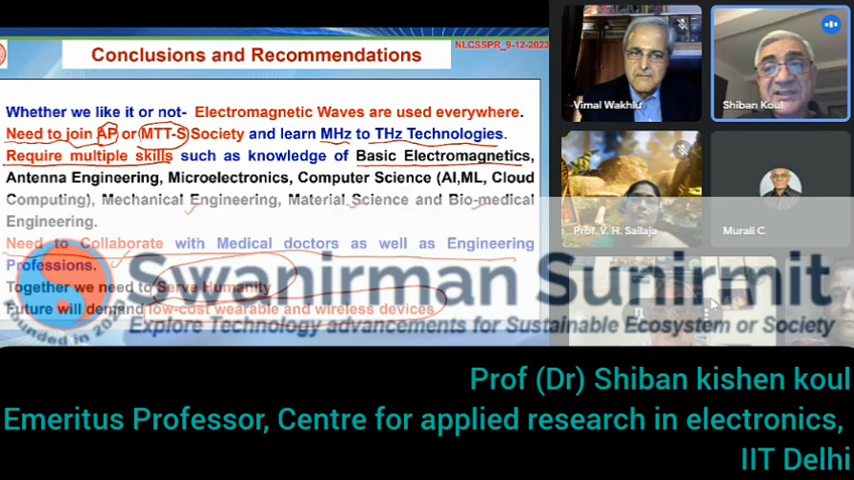 NLCSSPR_9-12-2023
Conclusions and Recommendations
Whether we like it or not- Electromagnetic Waves are used everywhere.
Need to join AP or MTT-S Society and learn MHz to THz Technologies.
Require multiple skills such as knowledge of Basic Electromagnetics,
Antenna Engineering, Microelectronics, Computer Science (AI,ML, Cloud
Computing), Mechanical Engineering, Material Science and Bio-medical
Engineering.
Need to Collaborate with Medical doctors as well as Engineering
Professions.
Together we need to Serve Humanity
Future will demand low-cost wearable and wireless devices
Vimal Wakhlu
Shiban Koul
Prof. V. H. Sailaja
Murali C
Swanirman Sunirmit
Explore Technology advancements for Sustainable Ecosystem or Society
Prof (Dr) Shiban kishen koul
Emeritus Professor, Centre for applied research in electronics,
IIT Delhi